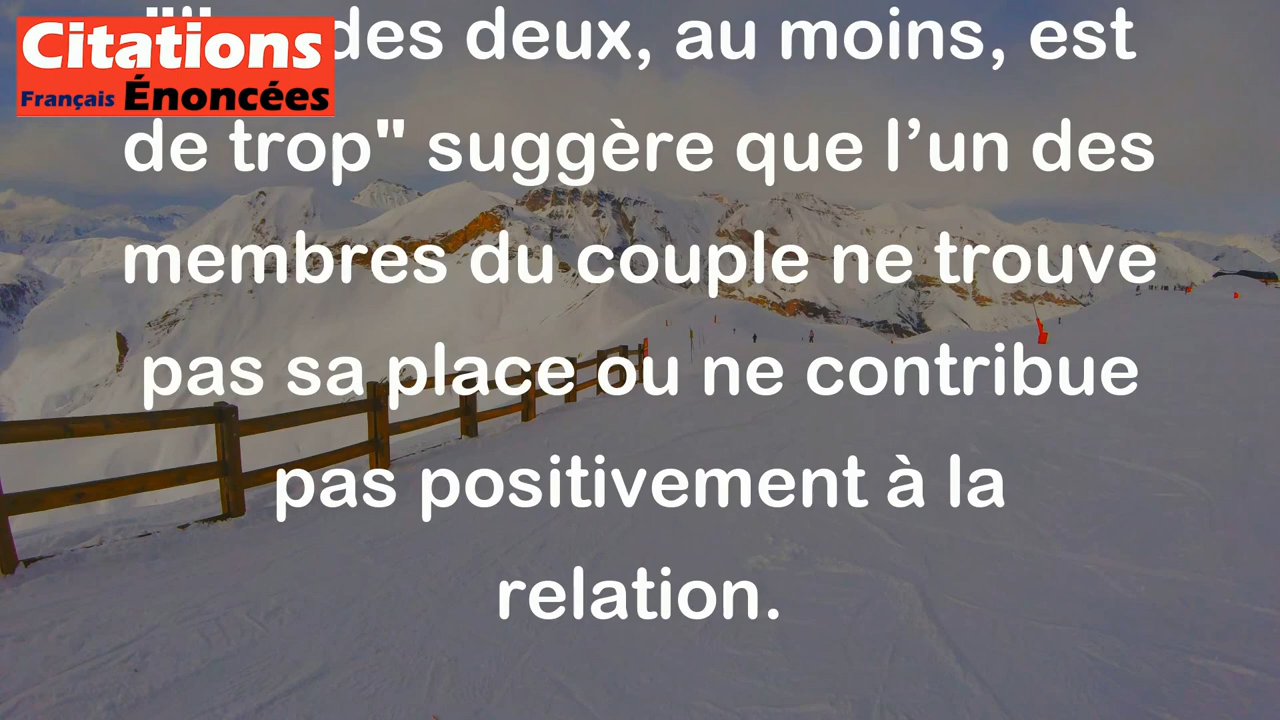 Citations
Français Énoncées
des deux, au moins, est
de trop" suggère que l’un des
membres du couple ne trouve
pas sa place ou ne contribue
pas positivement à la
relation.